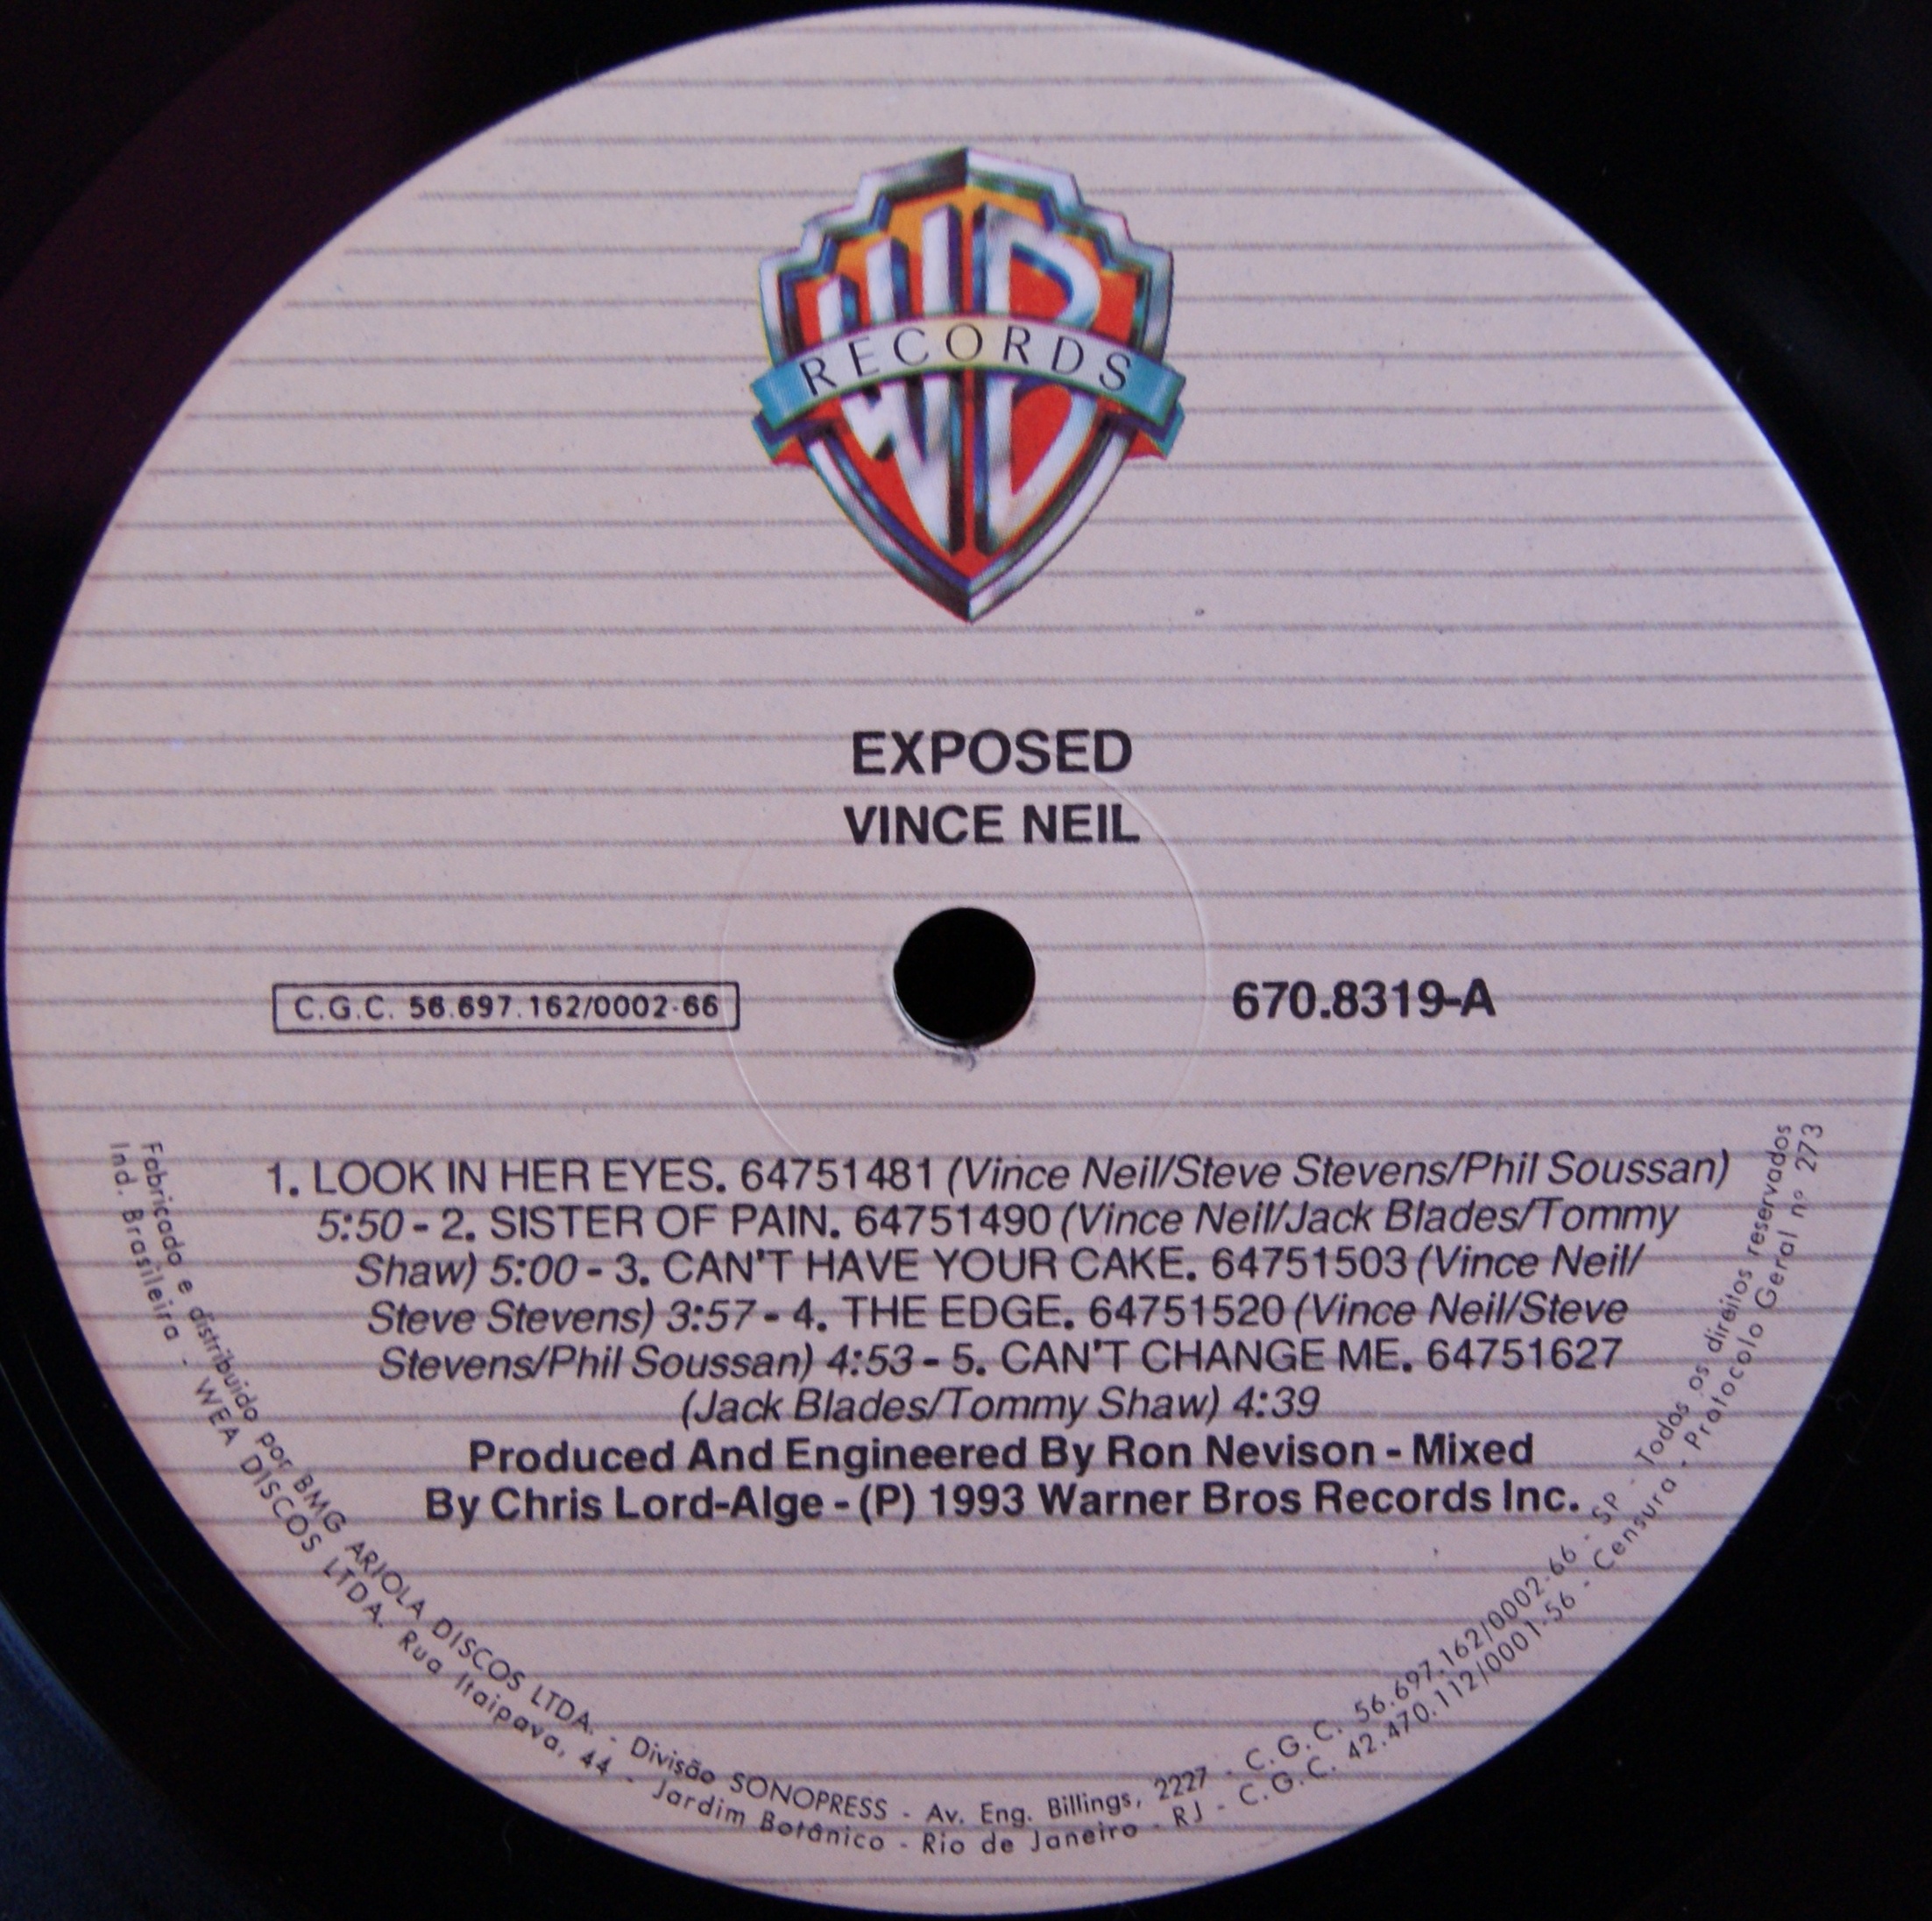 WB
RECORDS
EXPOSED
VINCE NEIL
C.G.C. 56.697.162/0002-66
670.8319-A
1. LOOK IN HER EYES. 64751481 (Vince Neil/Steve Stevens/Phil Soussan)
5:50 - 2. SISTER OF PAIN. 64751490 (Vince Neil/Jack Blades/Tommy
Shaw) 5:00 - 3. CAN'T HAVE YOUR CAKE. 64751503 (Vince Neil/
Steve Stevens) 3:57 - 4. THE EDGE. 64751520 (Vince Neil/Steve
Stevens/Phil Soussan) 4:53 - 5. CAN'T CHANGE ME. 64751627
(Jack Blades/Tommy Shaw) 4:39
Produced And Engineered By Ron Nevison - Mixed
By Chris Lord-Alge - (P) 1993 Warner Bros Records Inc.
Fabricado e distribuido por BMG ARIOLA DISCOS LTDA. - Divisão SONOPRESS - Av. Eng. Billings, 2227 - C.G.C. 56.697.162/0002-66 - SP - Todos os direitos reservados
Ind. Brasileira - WEA DISCOS LTDA. Rua Itaipava, 44 - Jardim Botânico - Rio de Janeiro - RJ - C.G.C. 42.470.112/0001-56 - Censura - Protocolo Geral nº 273